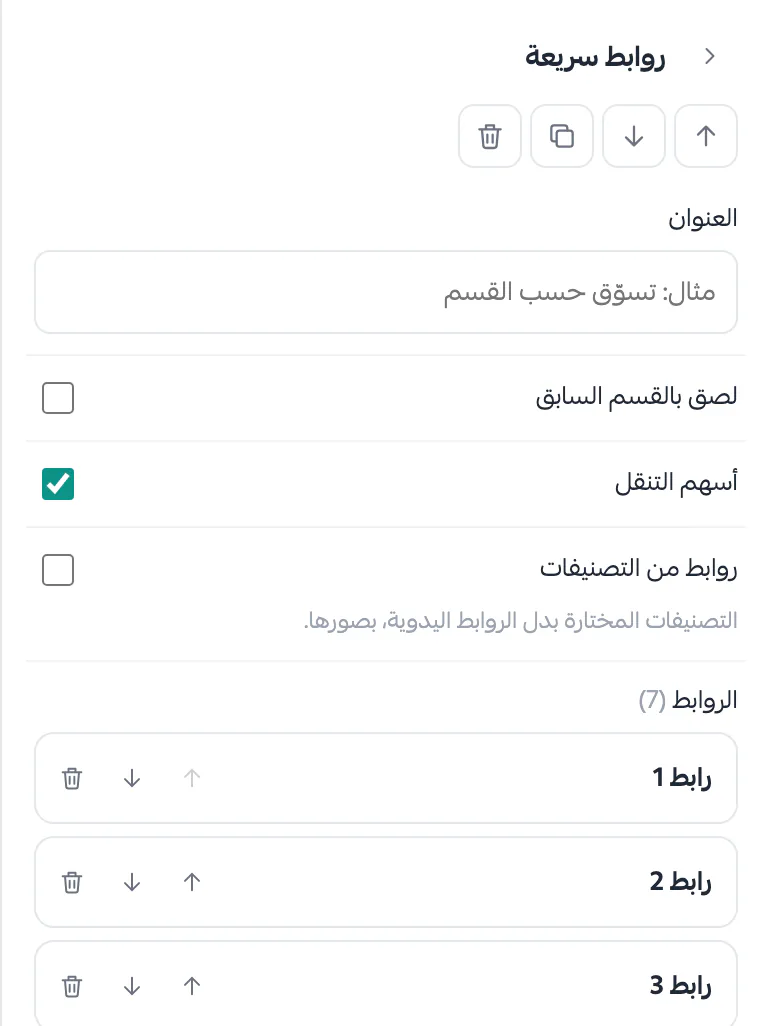 روابط سريعة
العنوان
مثال: تسوّق حسب القسم
لصق بالقسم السابق
أسهم التنقل
روابط من التصنيفات
التصنيفات المختارة بدل الروابط اليدوية، بصورها.
الروابط (7)
رابط 1
رابط 2
رابط 3